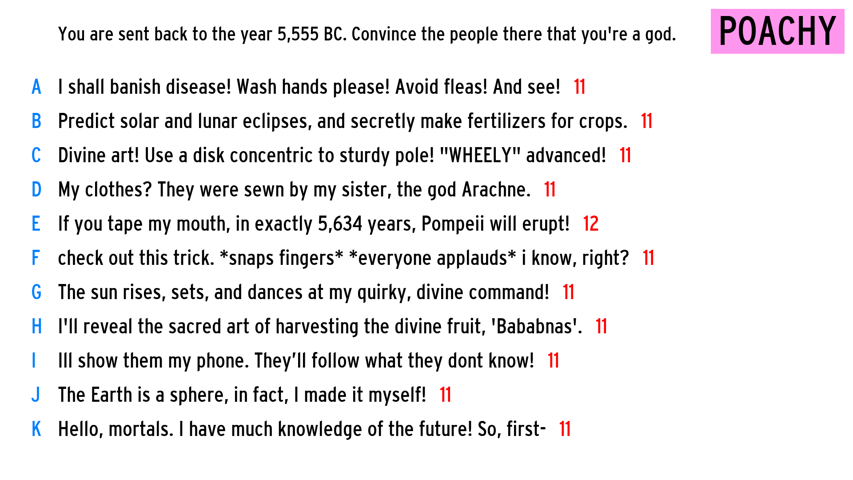 You are sent back to the year 5,555 BC. Convince the people there that you're a god.
POACHY
A I shall banish disease! Wash hands please! Avoid fleas! And see! 11
B Predict solar and lunar eclipses, and secretly make fertilizers for crops. 11
C Divine art! Use a disk concentric to sturdy pole! "WHEELY" advanced! 11
D My clothes? They were sewn by my sister, the god Arachne. 11
E If you tape my mouth, in exactly 5,634 years, Pompeii will erupt! 12
F check out this trick. *snaps fingers* *everyone applauds* i know, right? 11
G The sun rises, sets, and dances at my quirky, divine command! 11
H I'll reveal the sacred art of harvesting the divine fruit, 'Bababnas'. 11
I Ill show them my phone. They’ll follow what they dont know! 11
J The Earth is a sphere, in fact, I made it myself! 11
K Hello, mortals. I have much knowledge of the future! So, first- 11